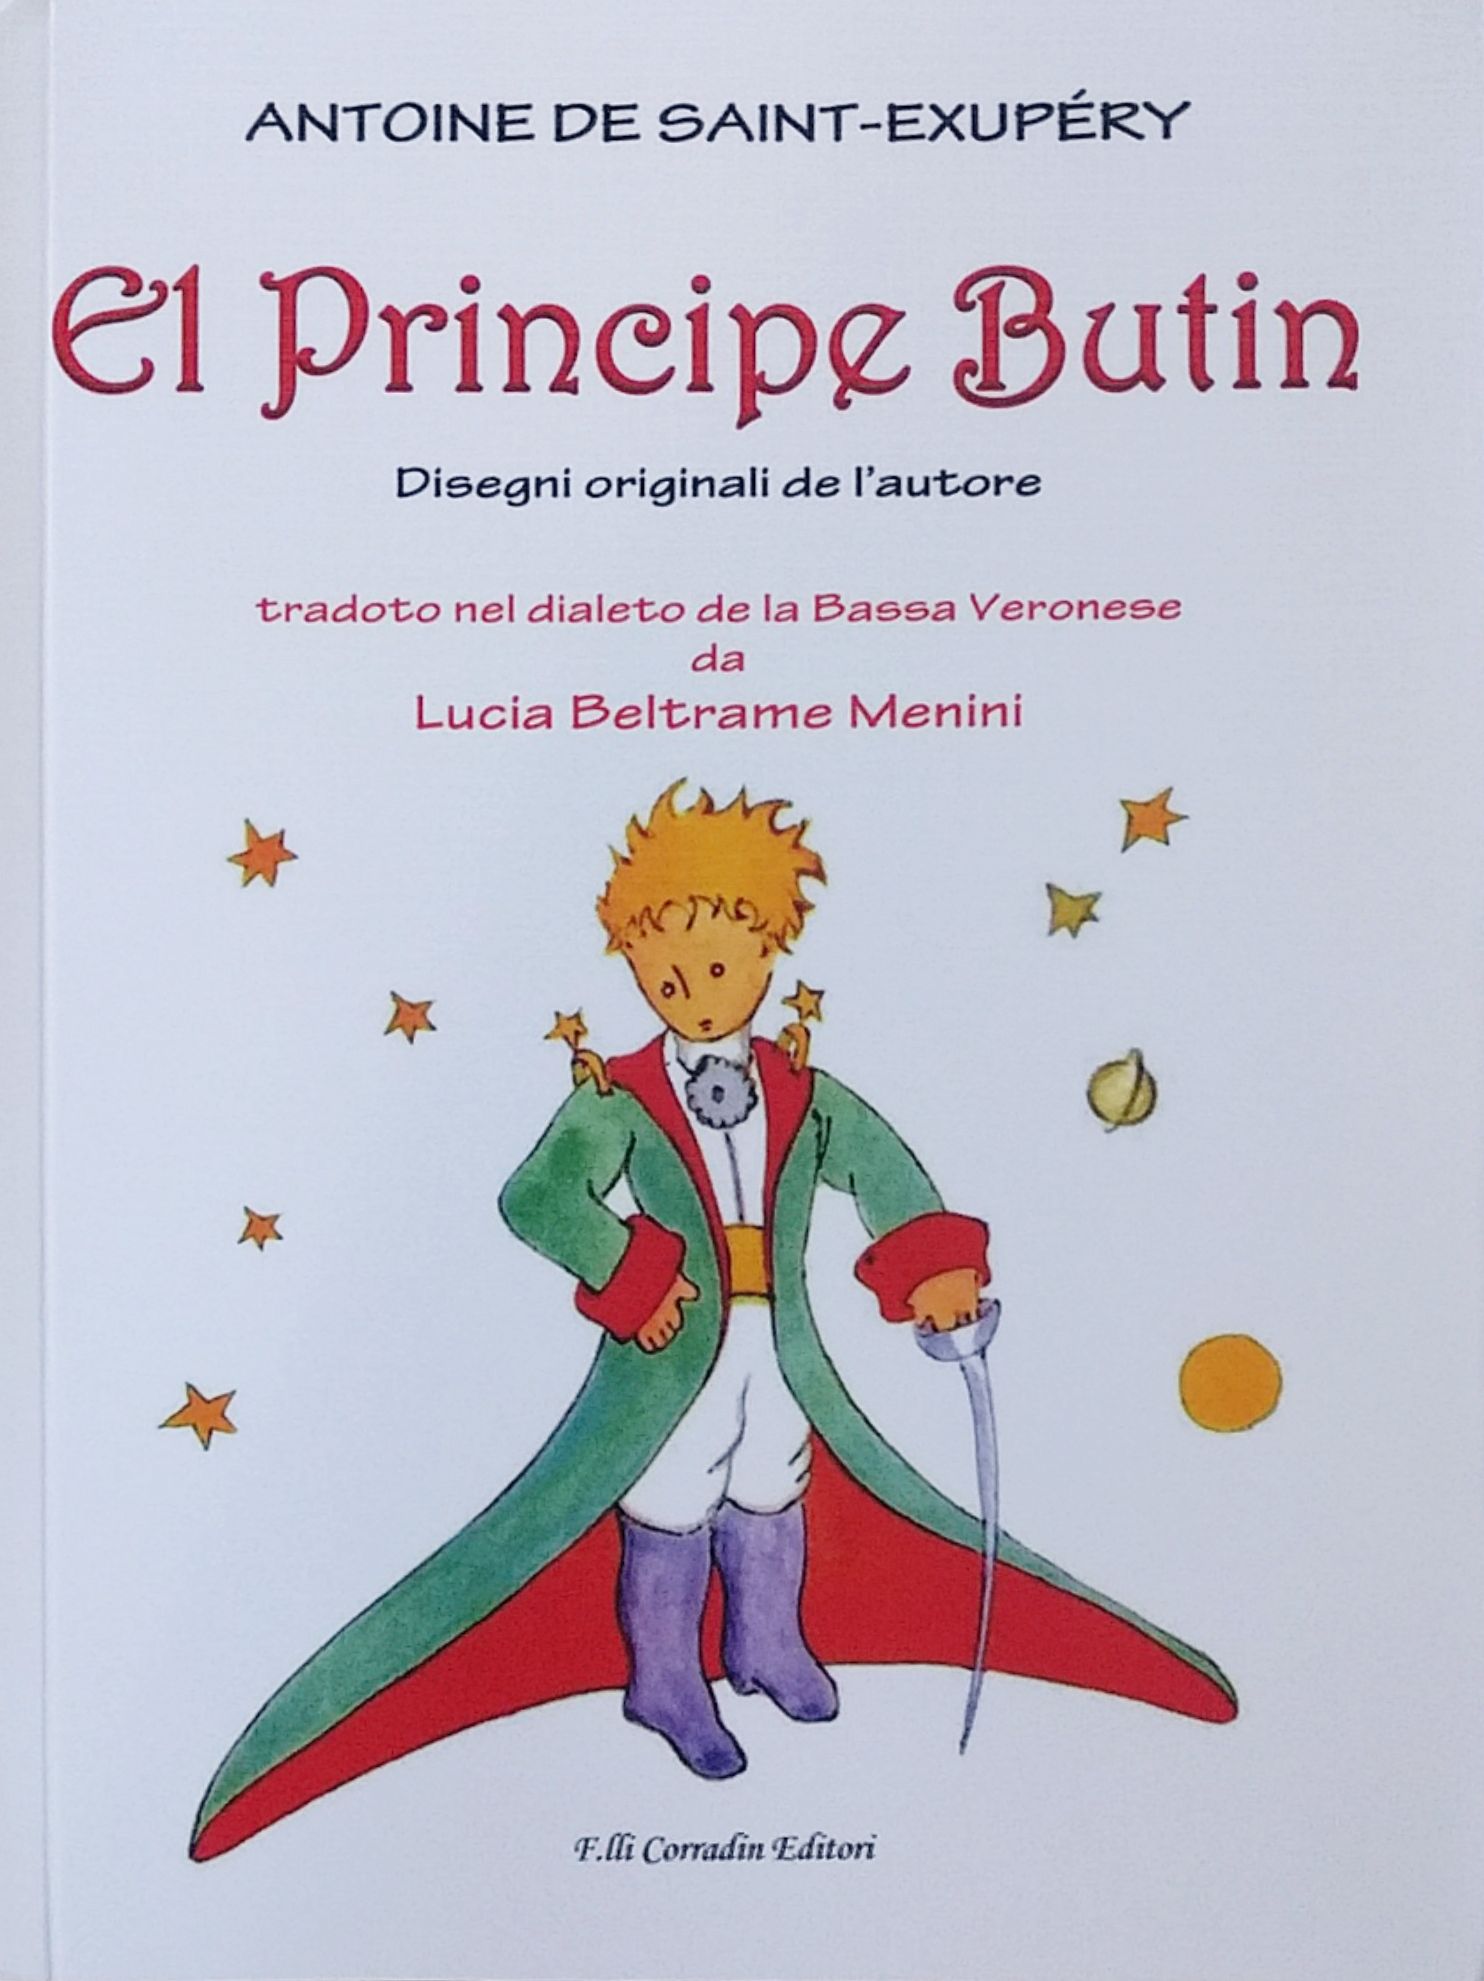 ANTOINE DE SAINT-EXUPÉRY
El Principe Butin
Disegni originali de l'autore
tradoto nel dialeto de la Bassa Veronese
da
Lucia Beltrame Menini
F.lli Corradin Editori